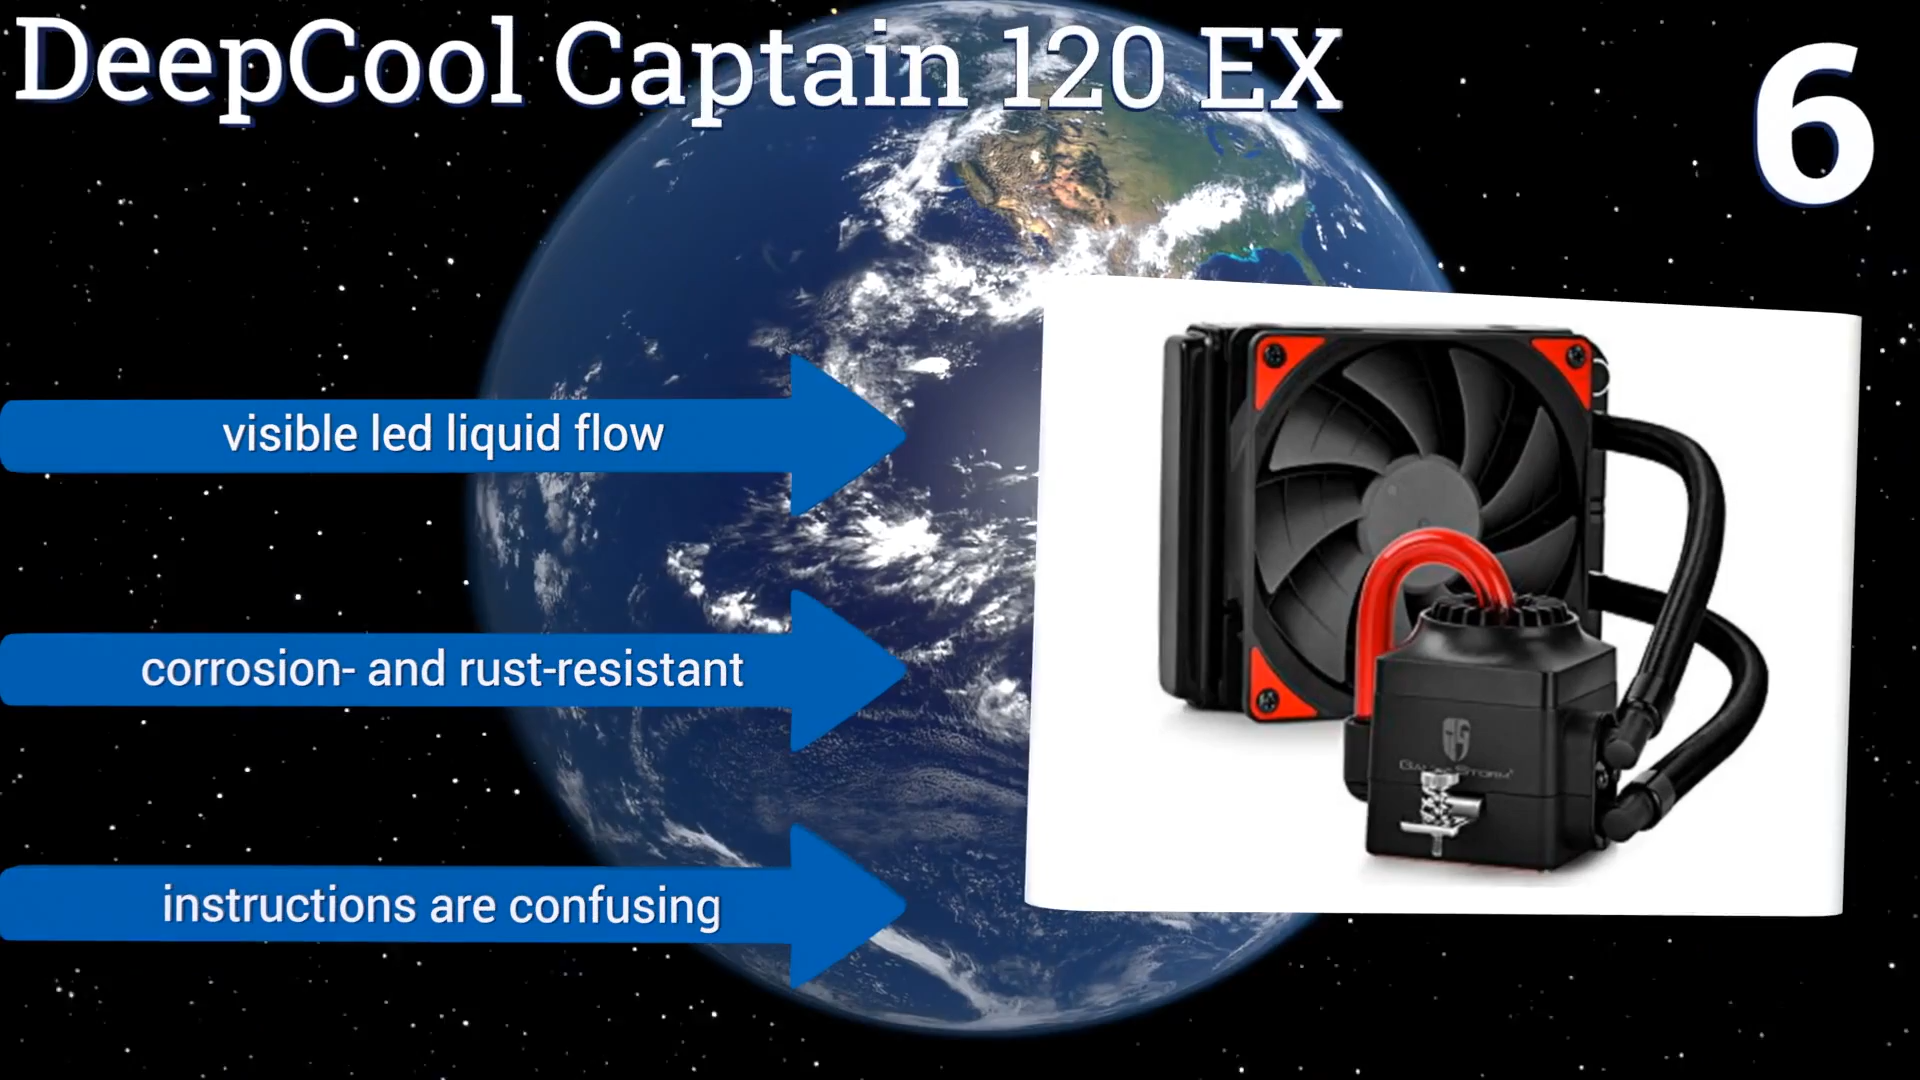 DeepCool Captain 120 EX
6
visible led liquid flow
corrosion- and rust-resistant
instructions are confusing